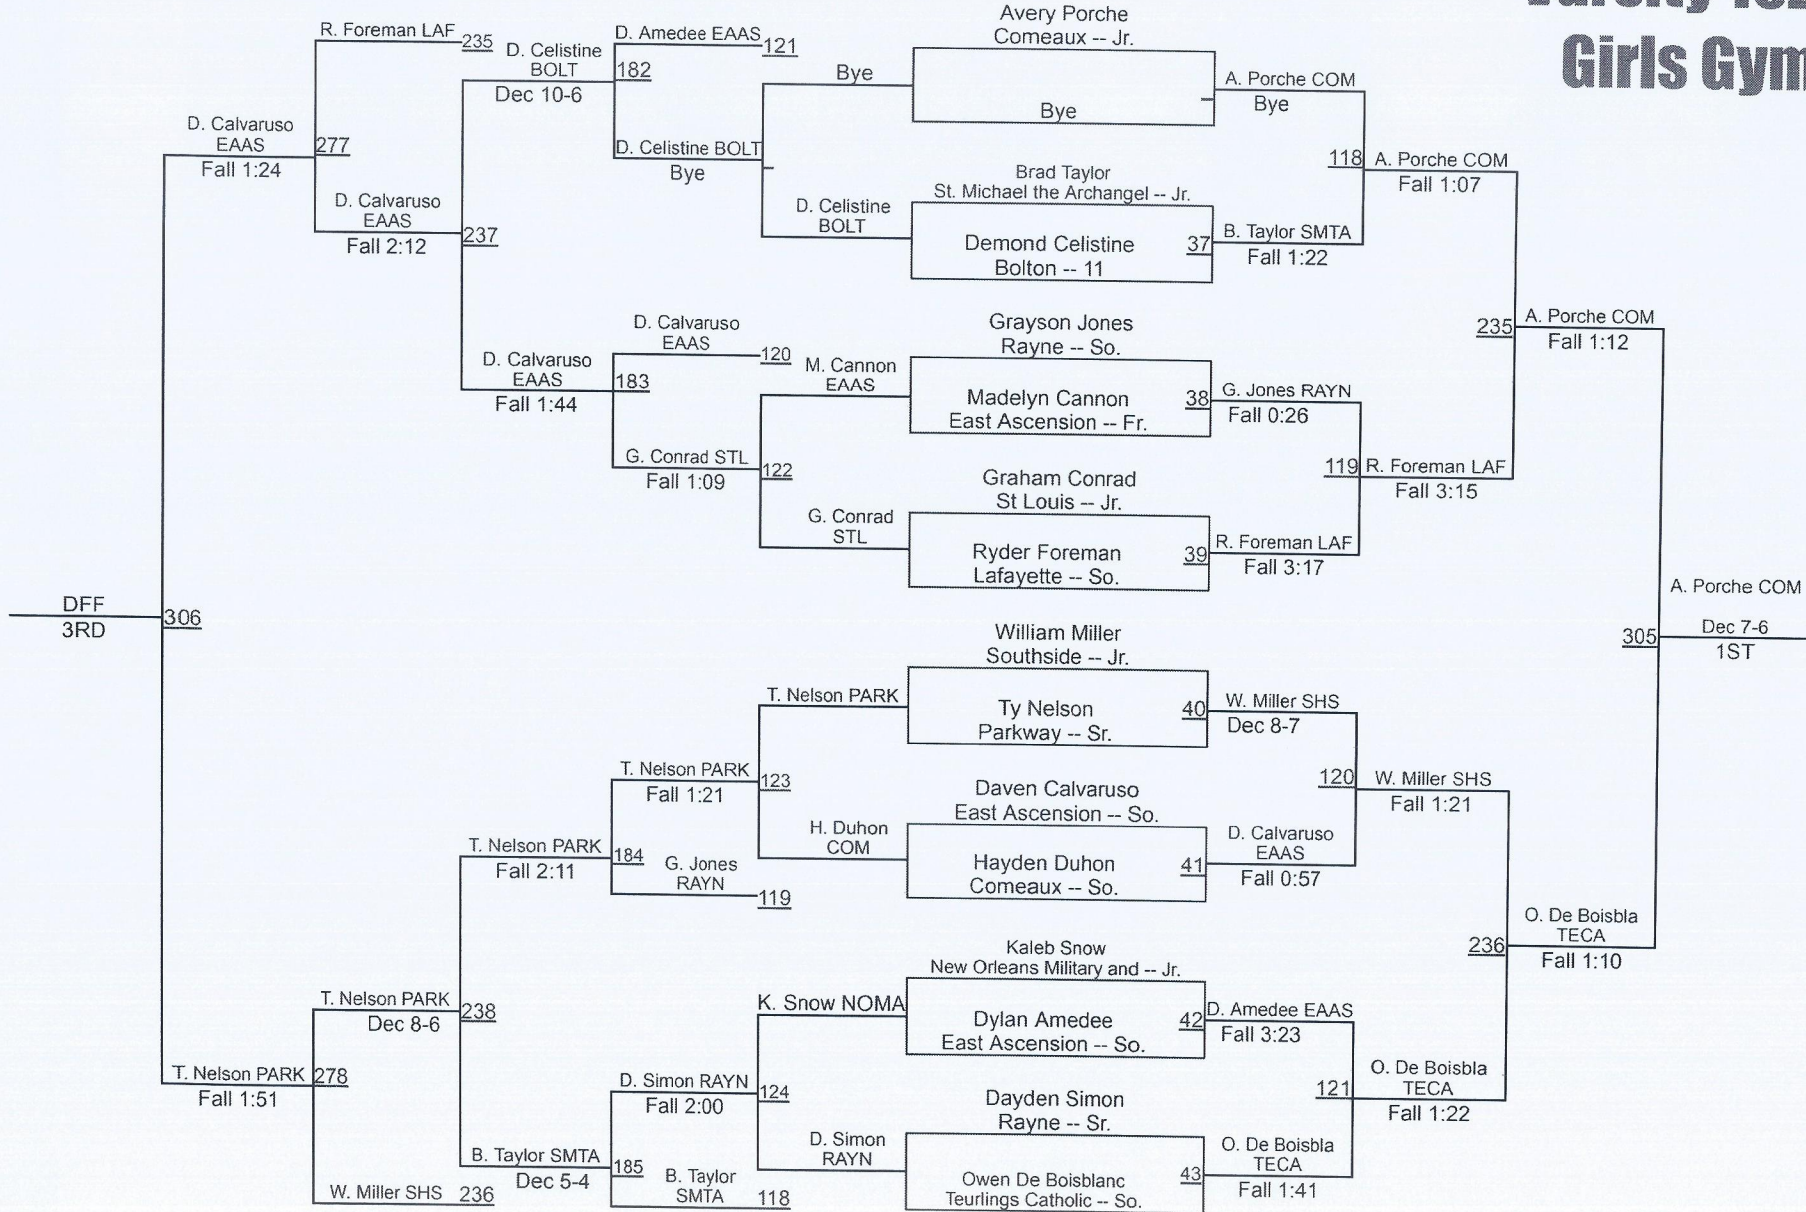 Girls Gym
R. Foreman LAF
235
D. Celistine
BOLT
Dec 10-6
D. Amedee EAAS
121
182
D. Calvaruso
EAAS
Fall 1:24
277
D. Calvaruso
EAAS
Fall 2:12
237
D. Celistine BOLT
Bye
Bye
D. Celistine
BOLT
D. Calvaruso
EAAS
Fall 1:44
183
D. Calvaruso
EAAS
120
G. Conrad STL
Fall 1:09
122
M. Cannon
EAAS
G. Conrad
STL
DFF
3RD
306
T. Nelson PARK
Fall 1:51
278
T. Nelson PARK
Dec 8-6
238
W. Miller SHS
236
T. Nelson PARK
Fall 2:11
184
T. Nelson PARK
Fall 1:21
123
G. Jones
RAYN
119
T. Nelson PARK
H. Duhon
COM
B. Taylor SMTA
Dec 5-4
185
D. Simon RAYN
Fall 2:00
124
B. Taylor
SMTA
118
K. Snow NOMA
D. Simon
RAYN
Avery Porche
Comeaux -- Jr.
Bye
Brad Taylor
St. Michael the Archangel -- Jr.
Demond Celistine
Bolton -- 11
37
Grayson Jones
Rayne -- So.
Madelyn Cannon
East Ascension -- Fr.
38
Graham Conrad
St Louis -- Jr.
Ryder Foreman
Lafayette -- So.
39
William Miller
Southside -- Jr.
Ty Nelson
Parkway -- Sr.
40
Daven Calvaruso
East Ascension -- So.
Hayden Duhon
Comeaux -- So.
41
Kaleb Snow
New Orleans Military and -- Jr.
Dylan Amedee
East Ascension -- So.
42
Dayden Simon
Rayne -- Sr.
Owen De Boisblanc
Teurlings Catholic -- So.
43
A. Porche COM
Bye
B. Taylor SMTA
Fall 1:22
118
A. Porche COM
Fall 1:07
G. Jones RAYN
Fall 0:26
R. Foreman LAF
Fall 3:17
119
R. Foreman LAF
Fall 3:15
235
A. Porche COM
Fall 1:12
W. Miller SHS
Dec 8-7
D. Calvaruso
EAAS
Fall 0:57
120
W. Miller SHS
Fall 1:21
D. Amedee EAAS
Fall 3:23
O. De Boisbla
TECA
Fall 1:41
121
O. De Boisbla
TECA
Fall 1:22
236
O. De Boisbla
TECA
Fall 1:10
305
A. Porche COM
Dec 7-6
1ST